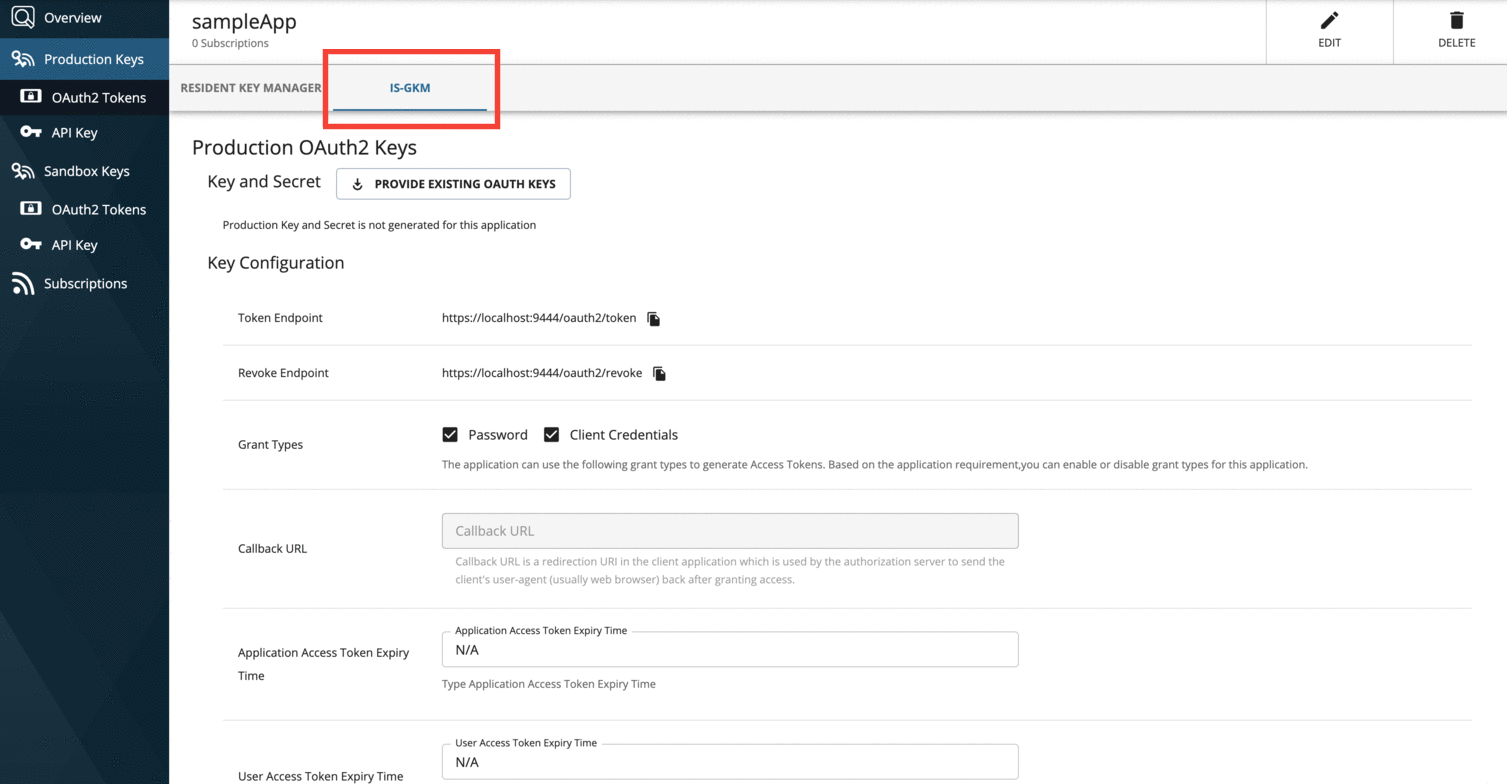 Overview
Production Keys
OAuth2 Tokens
API Key
Sandbox Keys
OAuth2 Tokens
API Key
Subscriptions
sampleApp
0 Subscriptions
EDIT
DELETE
RESIDENT KEY MANAGER
IS-GKM
Production OAuth2 Keys
Key and Secret
PROVIDE EXISTING OAUTH KEYS
Production Key and Secret is not generated for this application
Key Configuration
Token Endpoint
https://localhost:9444/oauth2/token
Revoke Endpoint
https://localhost:9444/oauth2/revoke
Grant Types
Password
Client Credentials
The application can use the following grant types to generate Access Tokens. Based on the application requirement,you can enable or disable grant types for this application.
Callback URL
Callback URL
Callback URL is a redirection URI in the client application which is used by the authorization server to send the
client's user-agent (usually web browser) back after granting access.
Application Access Token Expiry
Time
Application Access Token Expiry Time
N/A
Type Application Access Token Expiry Time
User Access Token Expiry Time
User Access Token Expiry Time
N/A